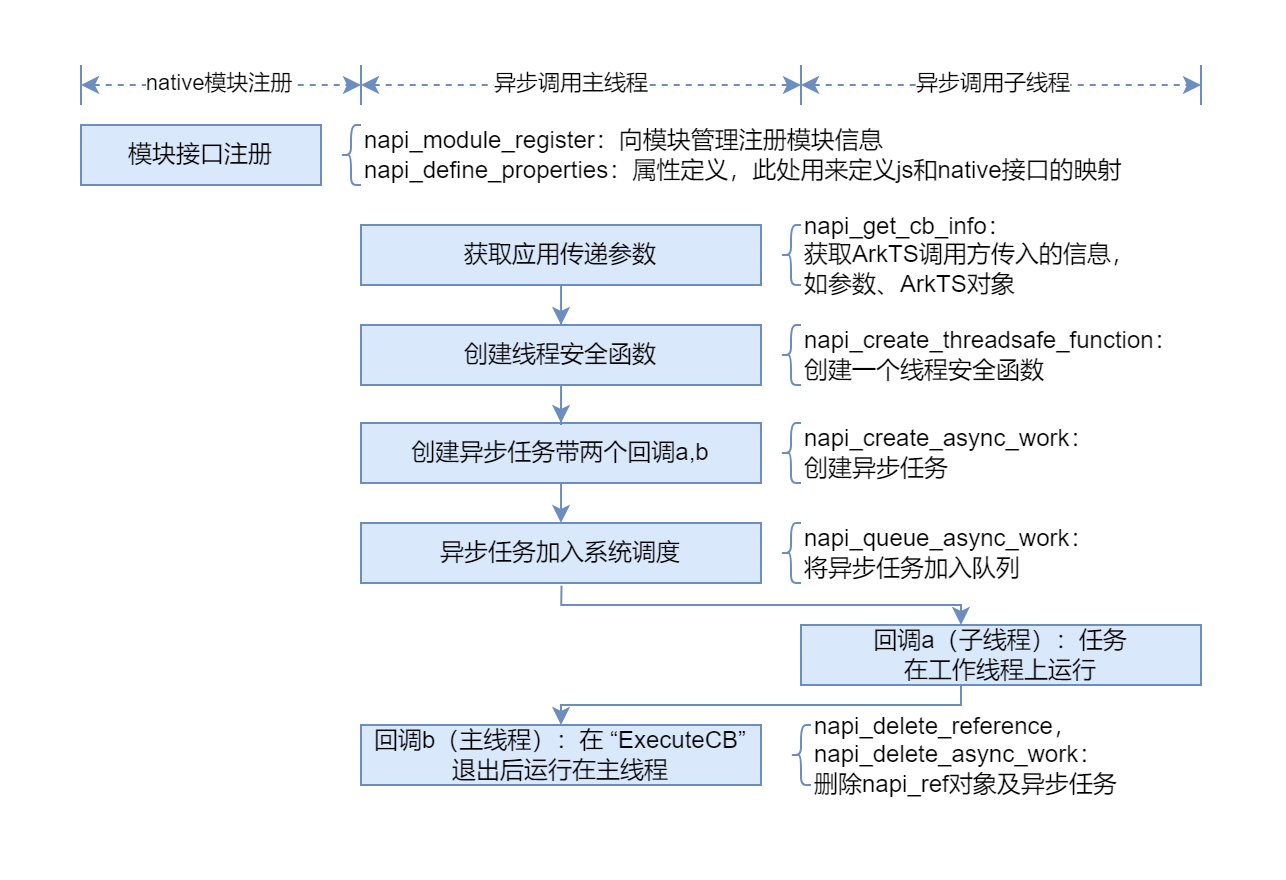 native模块注册
异步调用主线程
异步调用子线程
模块接口注册
napi_module_register：向模块管理注册模块信息
napi_define_properties：属性定义，此处用来定义js和native接口的映射
获取应用传递参数
napi_get_cb_info：
获取ArkTS调用方传入的信息，
如参数、ArkTS对象
创建线程安全函数
napi_create_threadsafe_function：
创建一个线程安全函数
创建异步任务带两个回调a,b
napi_create_async_work：
创建异步任务
异步任务加入系统调度
napi_queue_async_work：
将异步任务加入队列
回调a（子线程）：任务
在工作线程上运行
回调b（主线程）：在 “ExecuteCB”
退出后运行在主线程
napi_delete_reference，
napi_delete_async_work：
删除napi_ref对象及异步任务